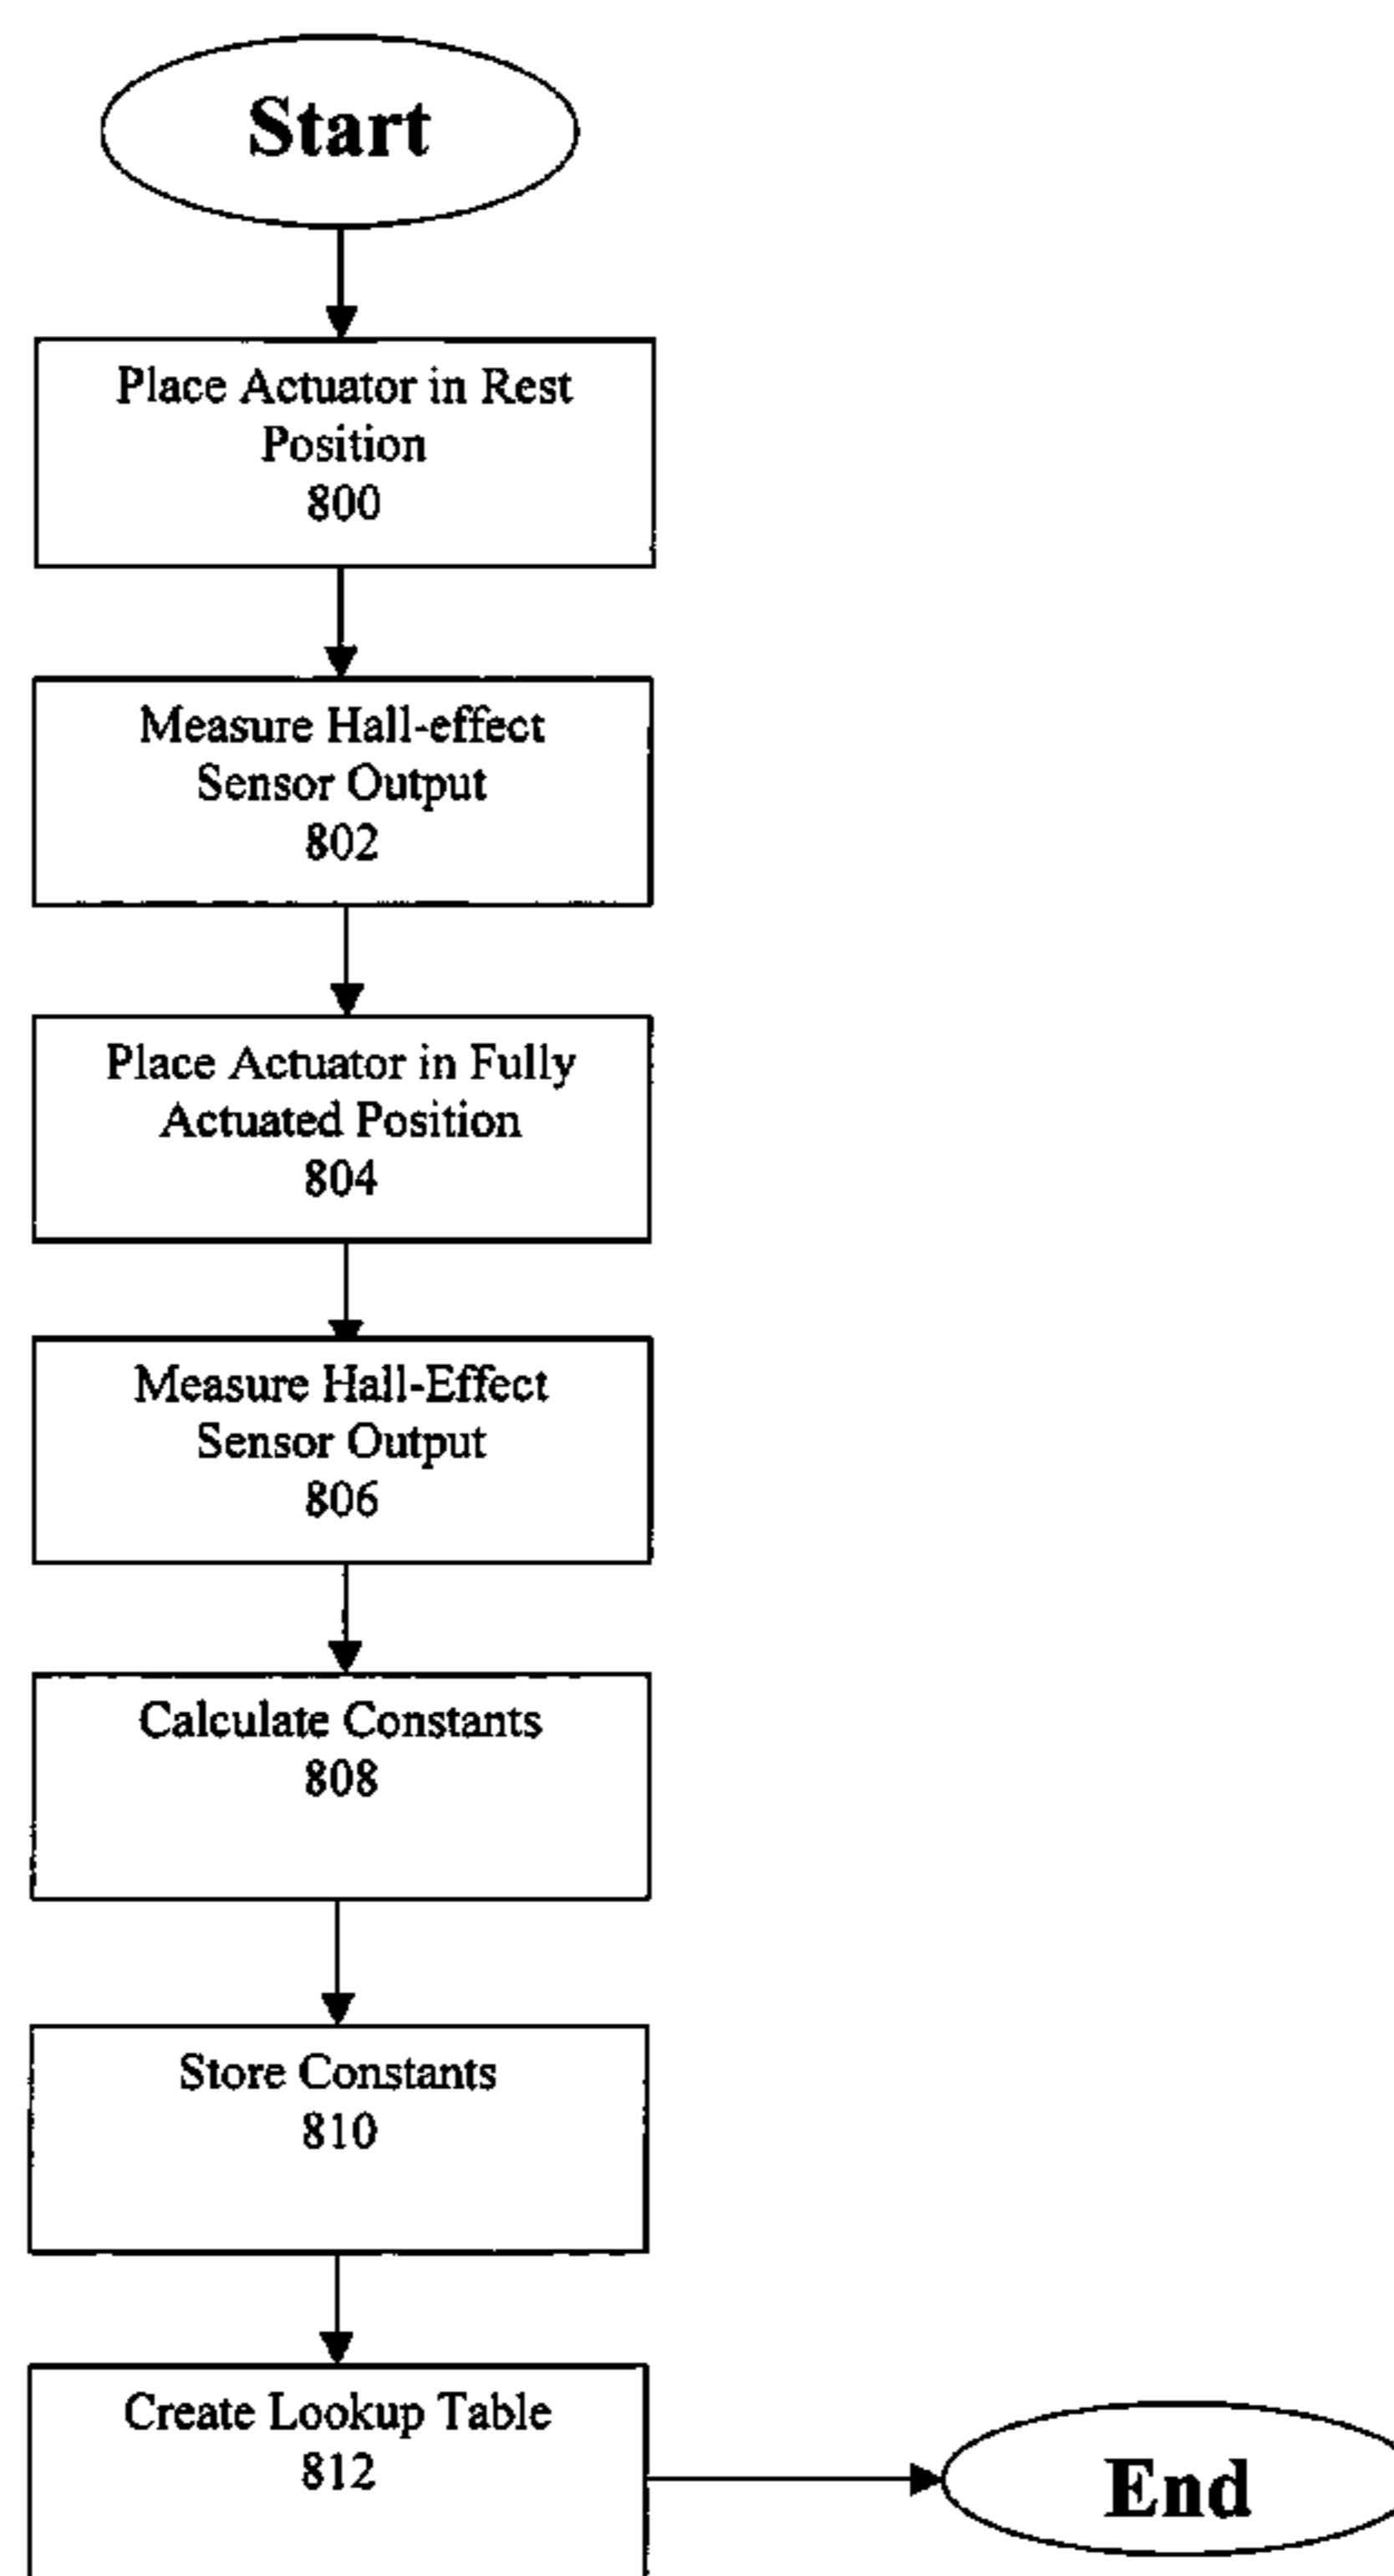 Start
Place Actuator in Rest
Position
800
Measure Hall-effect
Sensor Output
802
Place Actuator in Fully
Actuated Position
804
Measure Hall-Effect
Sensor Output
806
Calculate Constants
808
Store Constants
810
Create Lookup Table
812
End